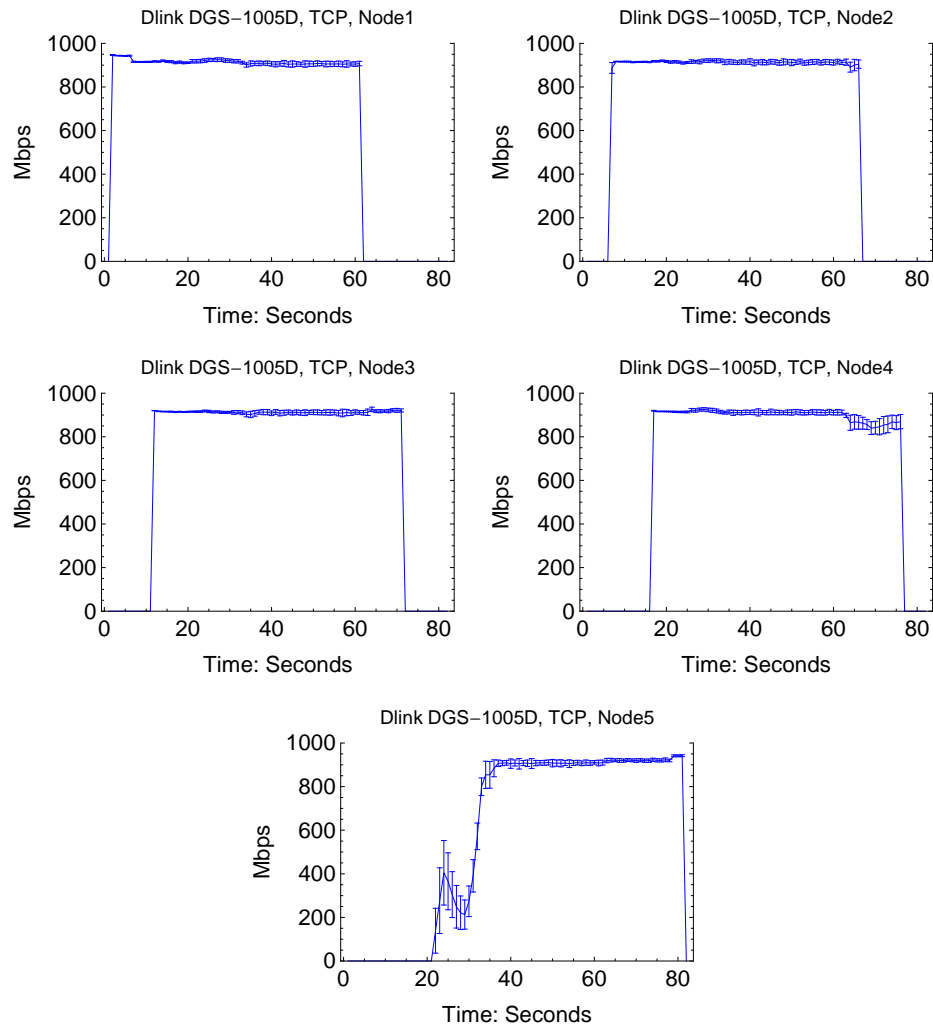 Dlink DGS−1005D, TCP, Node1
1000
800
600
400
200
0
Mbps
0 20 40 60 80
Time: Seconds
Dlink DGS−1005D, TCP, Node2
1000
800
600
400
200
0
Mbps
0 20 40 60 80
Time: Seconds
Dlink DGS−1005D, TCP, Node3
1000
800
600
400
200
0
Mbps
0 20 40 60 80
Time: Seconds
Dlink DGS−1005D, TCP, Node4
1000
800
600
400
200
0
Mbps
0 20 40 60 80
Time: Seconds
Dlink DGS−1005D, TCP, Node5
1000
800
600
400
200
0
Mbps
0 20 40 60 80
Time: Seconds